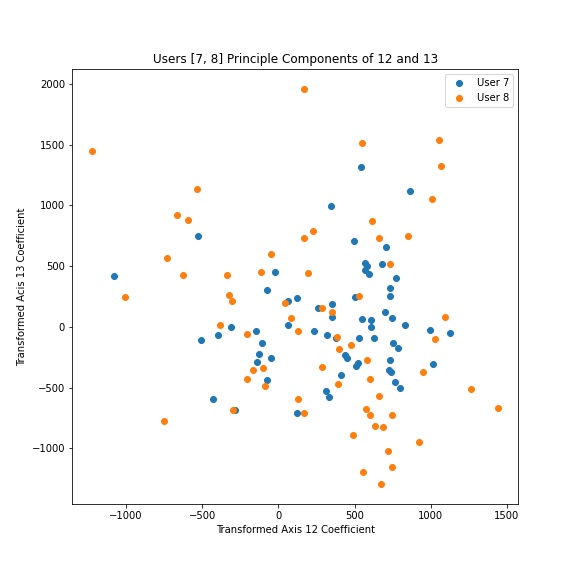 Users [7, 8] Principle Components of 12 and 13
User 7
User 8
2000
1500
1000
500
0
−500
−1000
Transformed Acis 13 Coefficient
−1000
−500
0
500
1000
1500
Transformed Axis 12 Coefficient